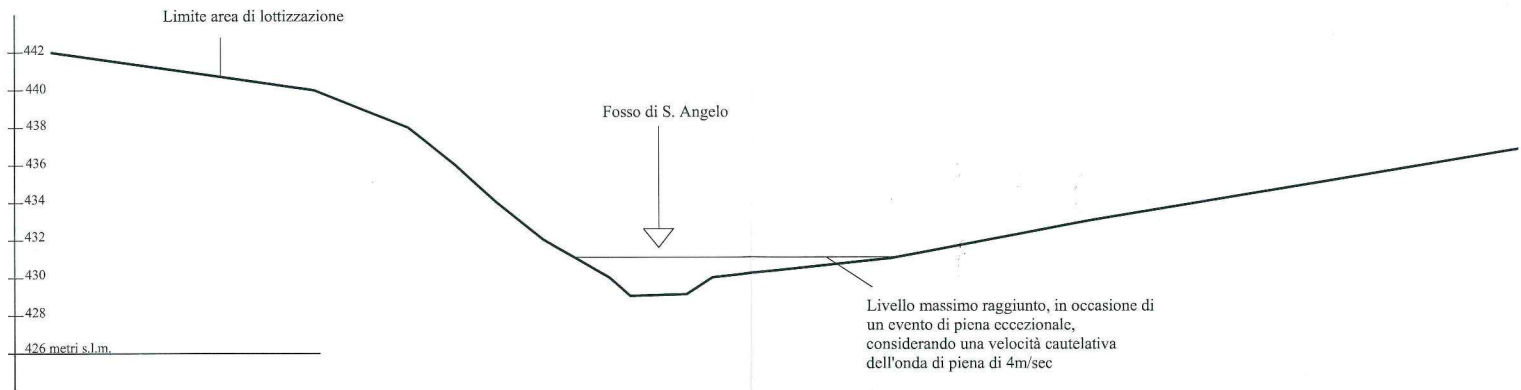 Limite area di lottizzazione
442
440
Fosso di S. Angelo
438
436
434
432
430
Livello massimo raggiunto, in occasione di
un evento di piena eccezionale,
considerando una velocità cautelativa
dell'onda di piena di 4m/sec
428
426 metri s.l.m.